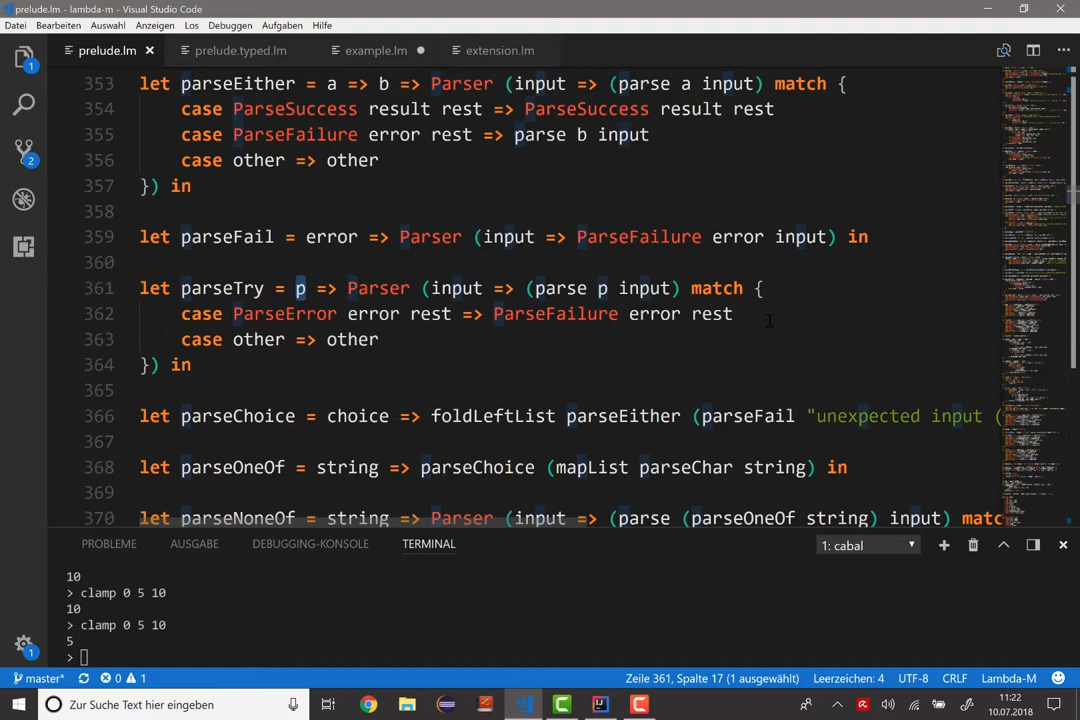 prelude.lm - lambda-m - Visual Studio Code
Datei Bearbeiten Auswahl Anzeigen Los Debuggen Aufgaben Hilfe
prelude.lm prelude.typed.lm example.lm extension.lm
353 let parseEither = a => b => Parser (input => (parse a input) match {
354 case ParseSuccess result rest => ParseSuccess result rest
355 case ParseFailure error rest => parse b input
356 case other => other
357 }) in
358
359 let parseFail = error => Parser (input => ParseFailure error input) in
360
361 let parseTry = p => Parser (input => (parse p input) match {
362 case ParseError error rest => ParseFailure error rest
363 case other => other
364 }) in
365
366 let parseChoice = choice => foldLeftList parseEither (parseFail "unexpected input (
367
368 let parseOneOf = string => parseChoice (mapList parseChar string) in
369
370 let parseNoneOf = string => Parser (input => (parse (parseOneOf string) input) matc
PROBLEME AUSGABE DEBUGGING-KONSOLE TERMINAL 1: cabal
10
> clamp 0 5 10
10
> clamp 0 5 10
5
>
master* 0 1 Zeile 361, Spalte 17 (1 ausgewählt) Leerzeichen: 4 UTF-8 CRLF Lambda-M
Zur Suche Text hier eingeben
11:22
10.07.2018